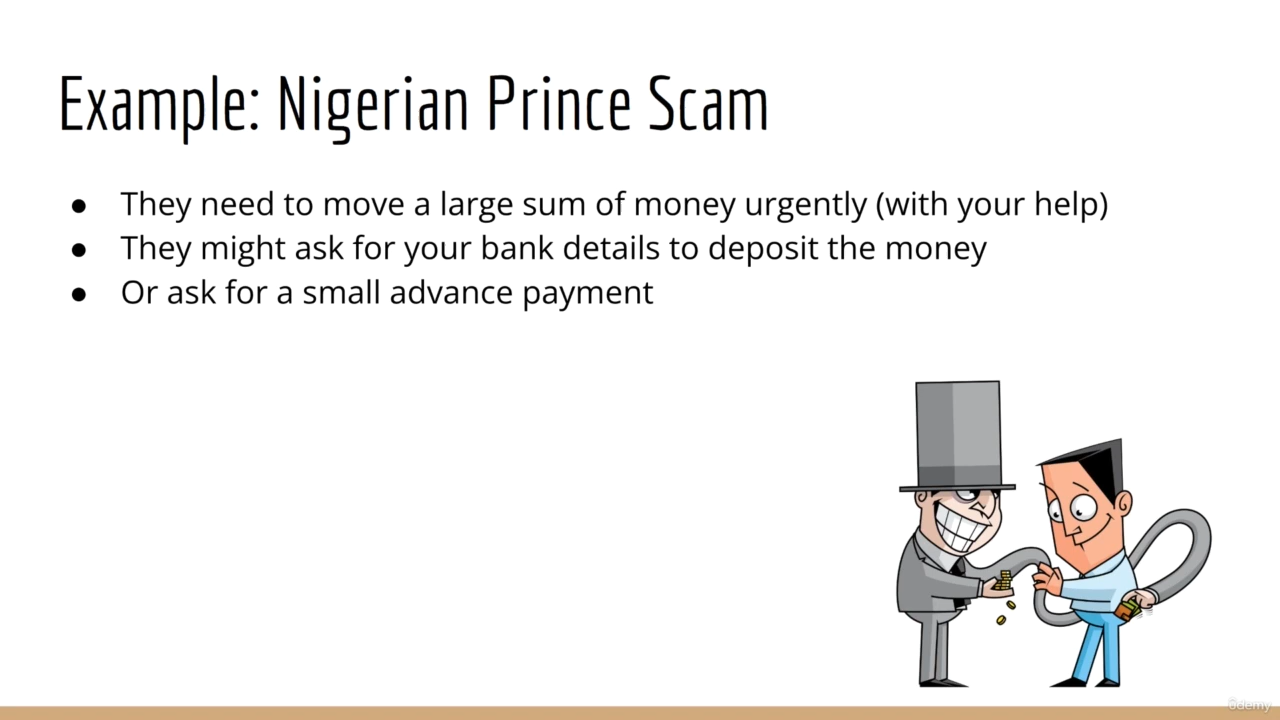 Example: Nigerian Prince Scam
● They need to move a large sum of money urgently (with your help)
● They might ask for your bank details to deposit the money
● Or ask for a small advance payment
ûdemy